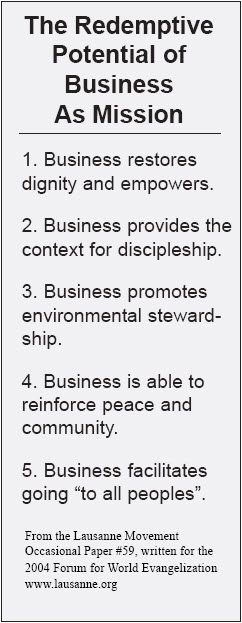 The Redemptive
Potential of
Business
As Mission
1. Business restores
dignity and empowers.
2. Business provides the
context for discipleship.
3. Business promotes
environmental steward-
ship.
4. Business is able to
reinforce peace and
community.
5. Business facilitates
going “to all peoples”.
From the Lausanne Movement
Occasional Paper #59, written for the
2004 Forum for World Evangelization
www.lausanne.org